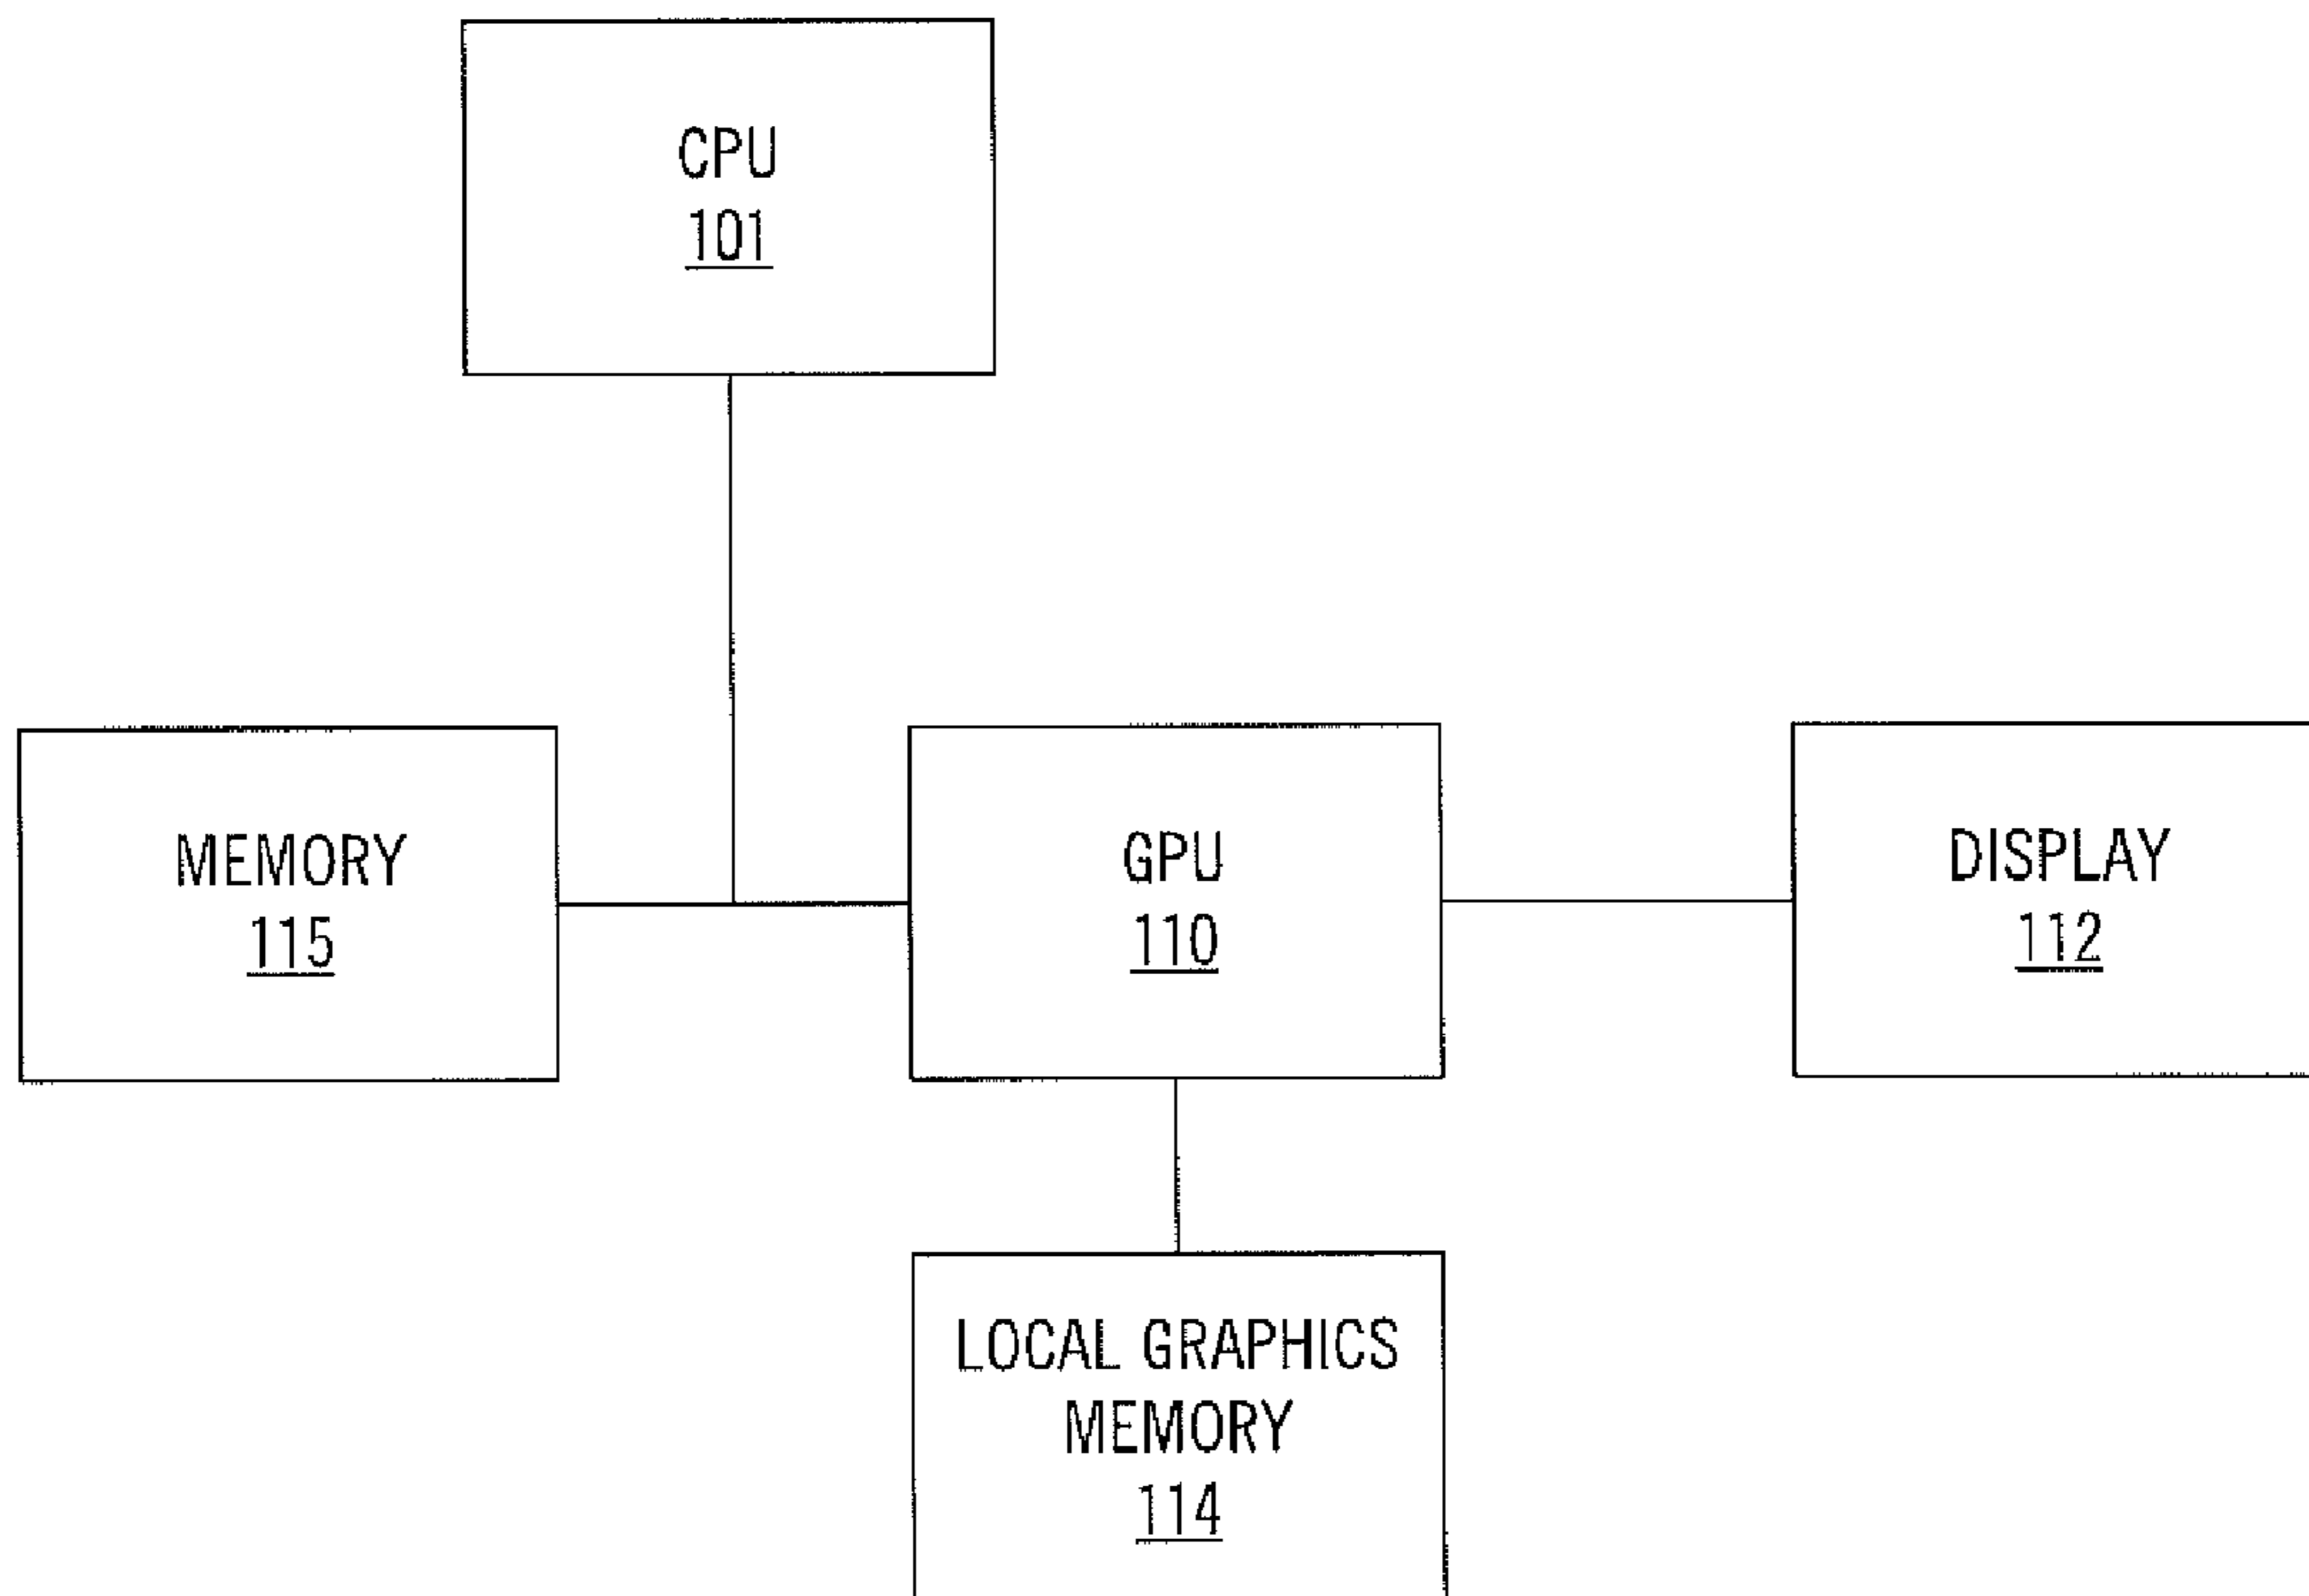 CPU
101
MEMORY
115
GPU
110
DISPLAY
112
LOCAL GRAPHICS
MEMORY
114